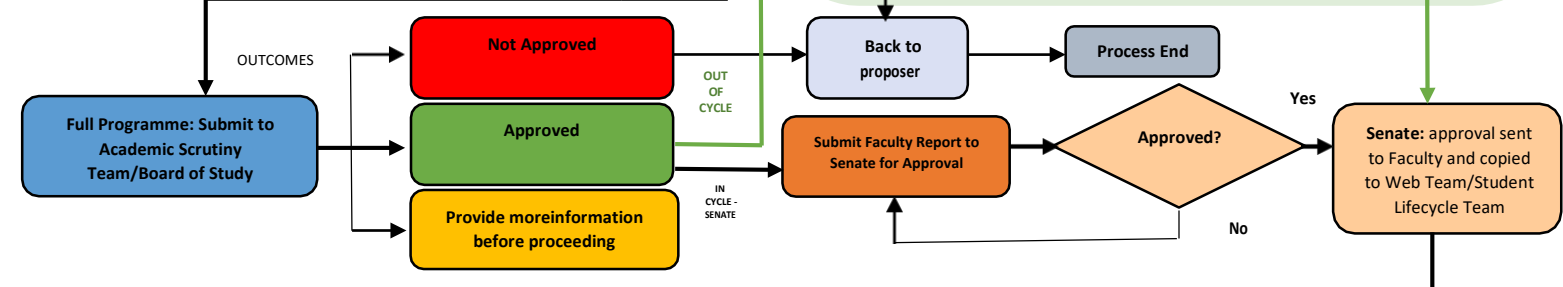 OUTCOMES
Full Programme: Submit to
Academic Scrutiny
Team/Board of Study
Not Approved
Approved
Provide moreinformation
before proceeding
OUT
OF
CYCLE
IN
CYCLE -
SENATE
Back to
proposer
Process End
Submit Faculty Report to
Senate for Approval
Approved?
Yes
No
Senate: approval sent
to Faculty and copied
to Web Team/Student
Lifecycle Team